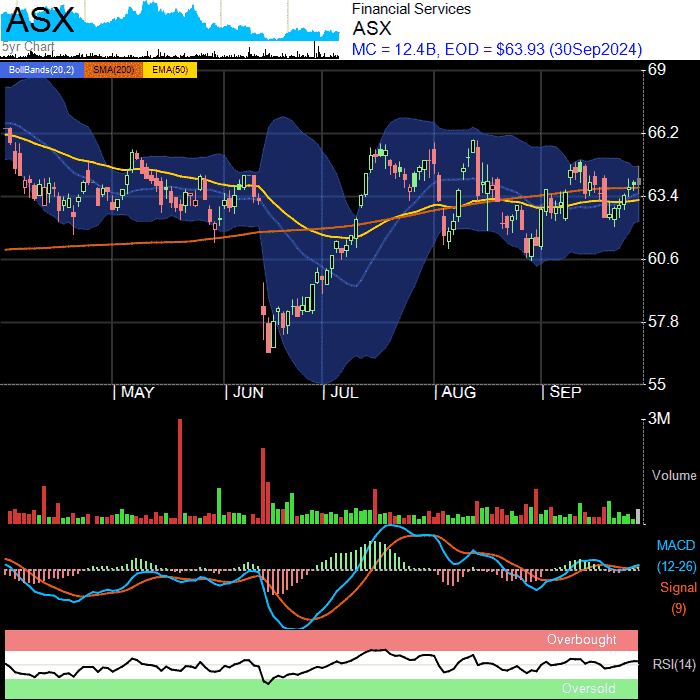 ASX
5yr Chart
Financial Services
ASX
MC = 12.4B, EOD = $63.93 (30Sep2024)
BollBands(20,2) SMA(200) EMA(50)
69
66.2
63.4
60.6
57.8
55
MAY JUN JUL AUG SEP
3M
Volume
MACD
(12-26)
Signal
(9)
Overbought
RSI(14)
Oversold